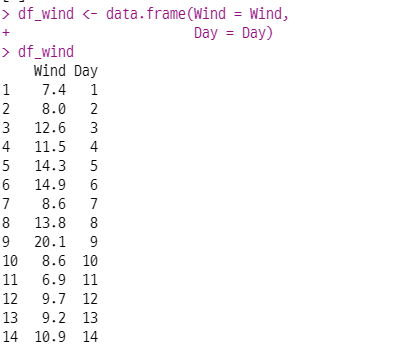 > df_wind <- data.frame(Wind = Wind,
+                       Day = Day)
> df_wind
   Wind Day
1   7.4   1
2   8.0   2
3  12.6   3
4  11.5   4
5  14.3   5
6  14.9   6
7   8.6   7
8  13.8   8
9  20.1   9
10  8.6  10
11  6.9  11
12  9.7  12
13  9.2  13
14 10.9  14